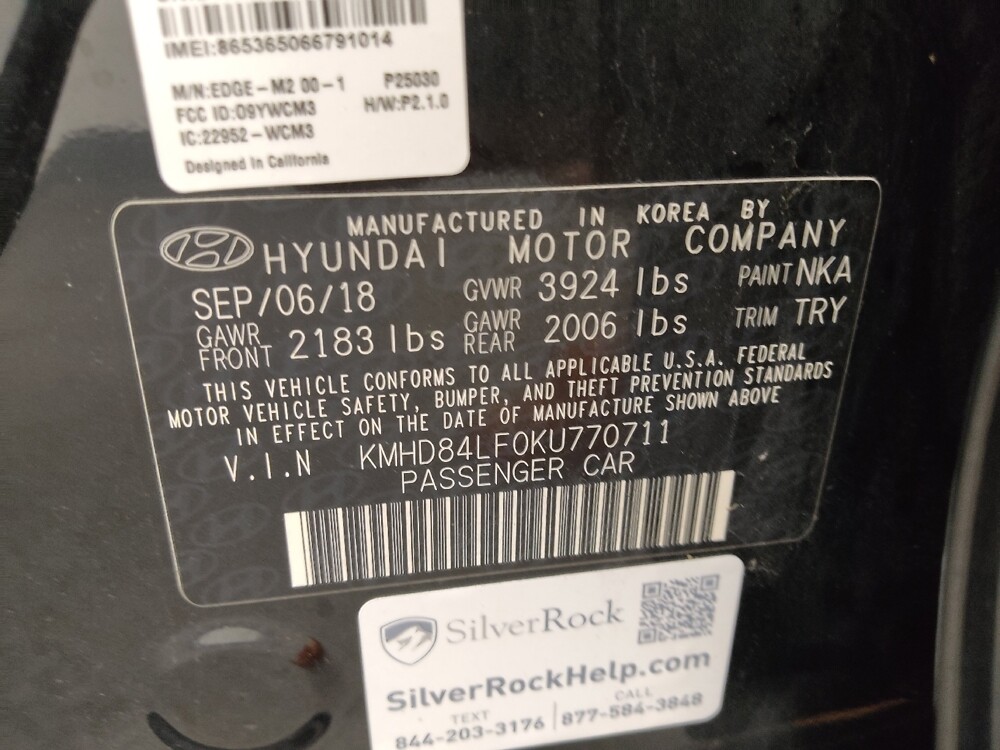 IMEI:865365066791014
M/N:EDGE-M2 00-1 P25030
FCC ID:O9YWCM3 H/W:P2.1.0
IC:22952-WCM3
Designed in California
MANUFACTURED IN KOREA BY
HYUNDAI MOTOR COMPANY
SEP/06/18 GVWR 3924 lbs PAINT NKA
GAWR FRONT 2183 lbs GAWR REAR 2006 lbs TRIM TRY
THIS VEHICLE CONFORMS TO ALL APPLICABLE U.S.A. FEDERAL
MOTOR VEHICLE SAFETY, BUMPER, AND THEFT PREVENTION STANDARDS
IN EFFECT ON THE DATE OF MANUFACTURE SHOWN ABOVE
V.I.N KMHD84LF0KU770711
PASSENGER CAR
SilverRock
SilverRockHelp.com
TEXT CALL
844-203-3176 877-584-3848